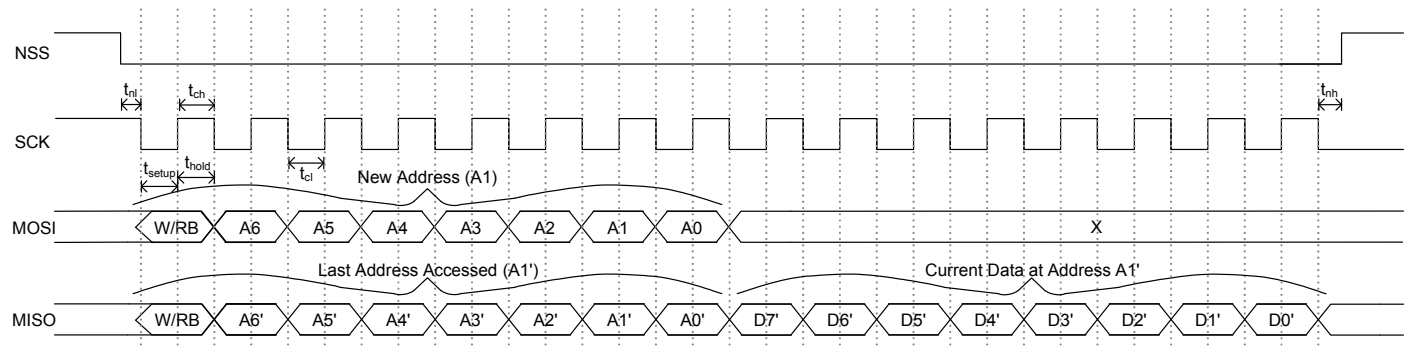 NSS
t_nl t_ch t_nh
SCK
t_setup t_hold t_cl
New Address (A1)
MOSI W/RB A6 A5 A4 A3 A2 A1 A0 X
Last Address Accessed (A1') Current Data at Address A1'
MISO W/RB A6' A5' A4' A3' A2' A1' A0' D7' D6' D5' D4' D3' D2' D1' D0'